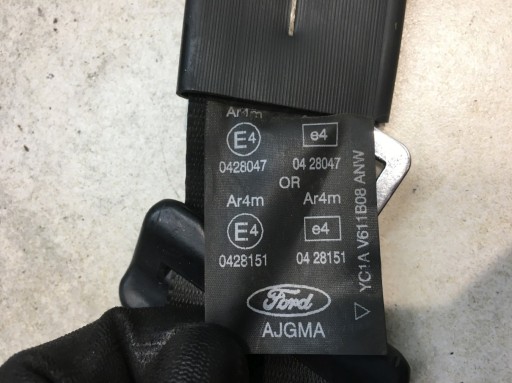 Ar4m Ar4m
E4 e4
0428047 04 28047
OR
Ar4m Ar4m
E4 e4
0428151 04 28151
Ford
AJGMA
YC1A V611B08 ANW